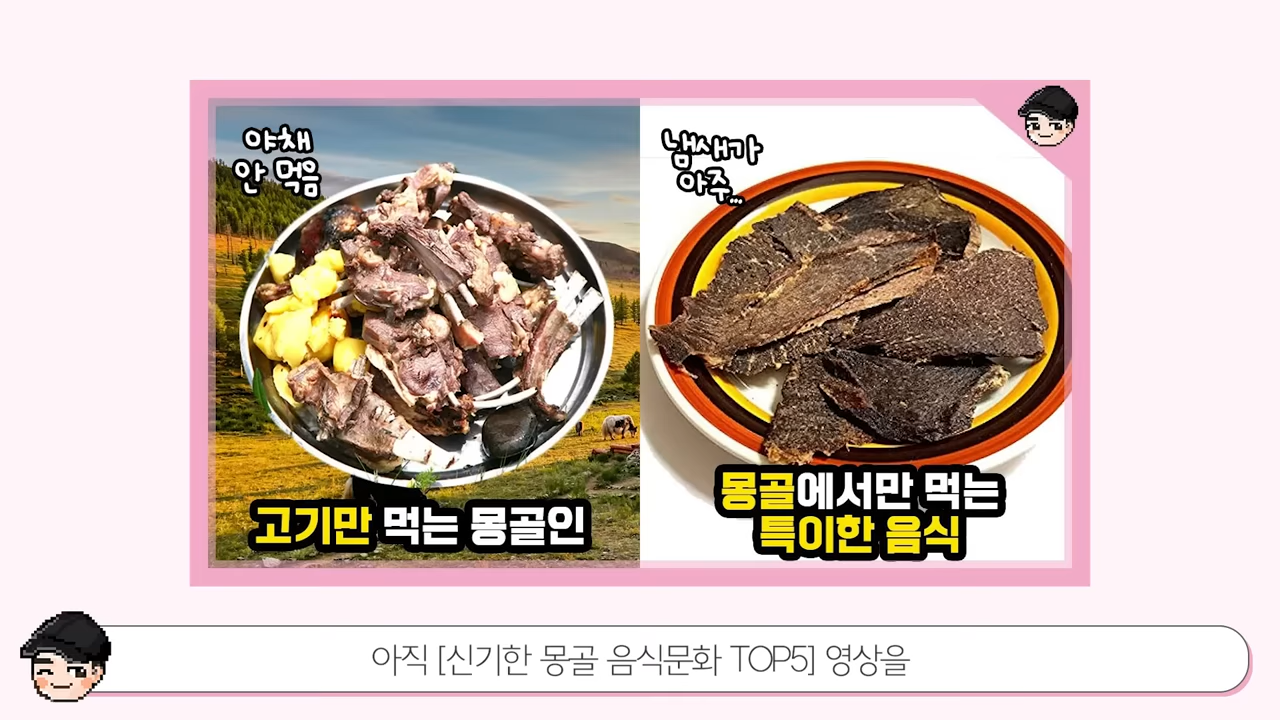 야채
안 먹음
고기만 먹는 몽골인
냄새가
아주...
몽골에서만 먹는
특이한 음식
아직 [신기한 몽골 음식문화 TOP5] 영상을